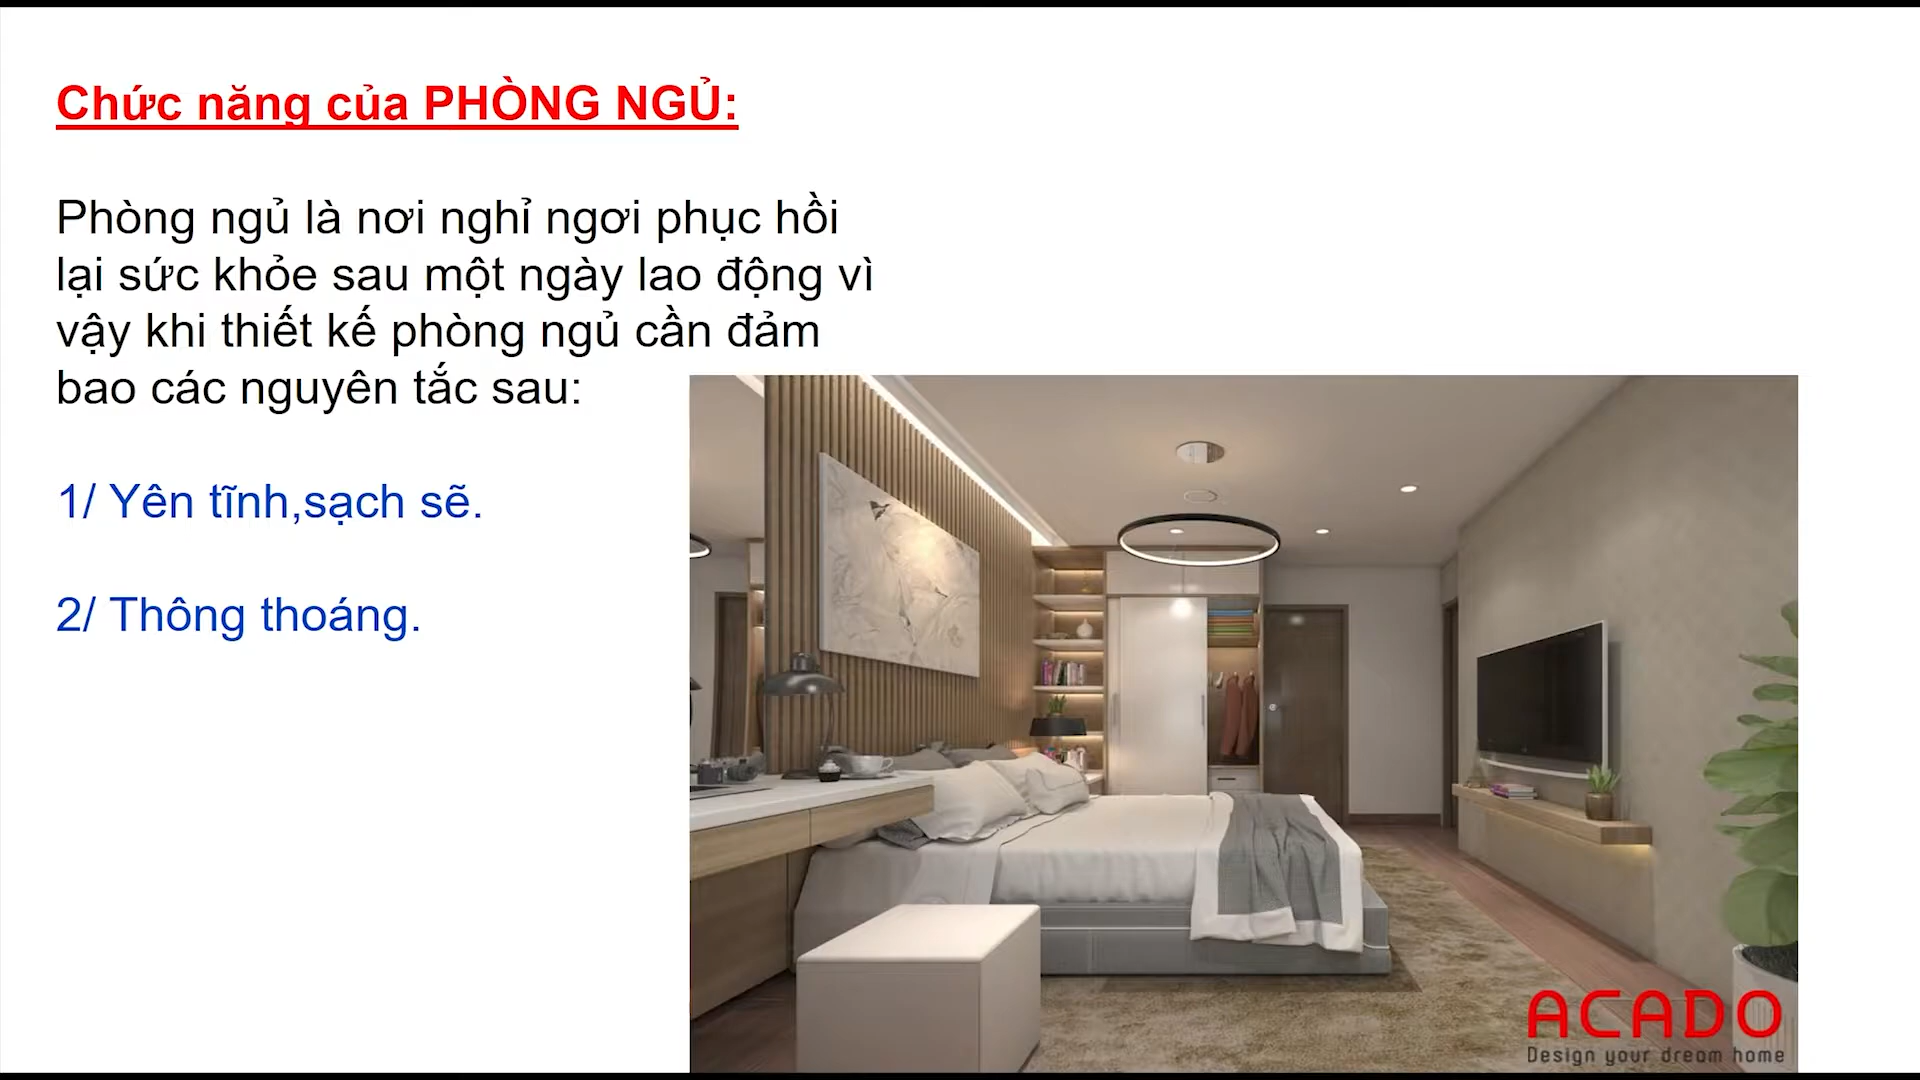 Chức năng của PHÒNG NGỦ:
Phòng ngủ là nơi nghỉ ngơi phục hồi
lại sức khỏe sau một ngày lao động vì
vậy khi thiết kế phòng ngủ cần đảm
bao các nguyên tắc sau:
1/ Yên tĩnh,sạch sẽ.
2/ Thông thoáng.
ACADO
Design your dream home